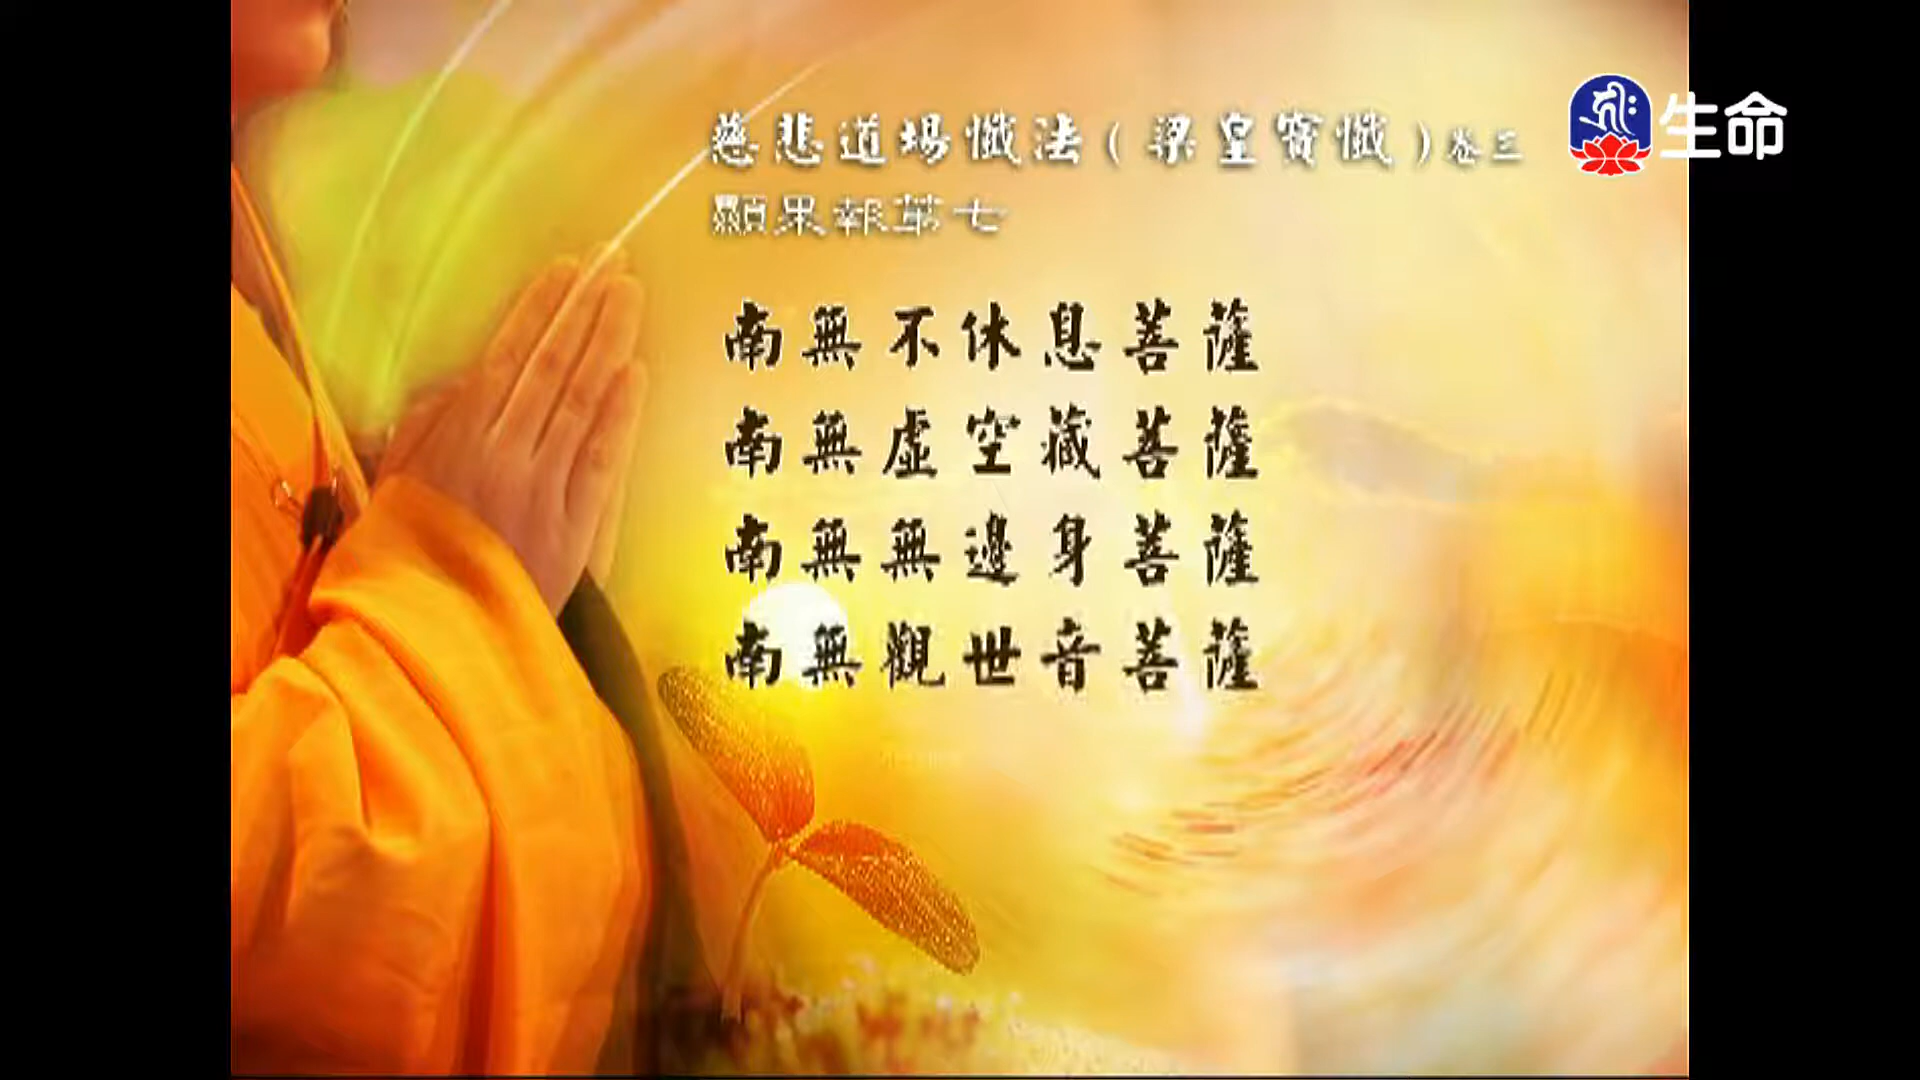 慈悲道場懺法(梁皇寶懺)卷三
生命
顯果報第七
南無不休息菩薩
南無虛空藏菩薩
南無無邊身菩薩
南無觀世音菩薩